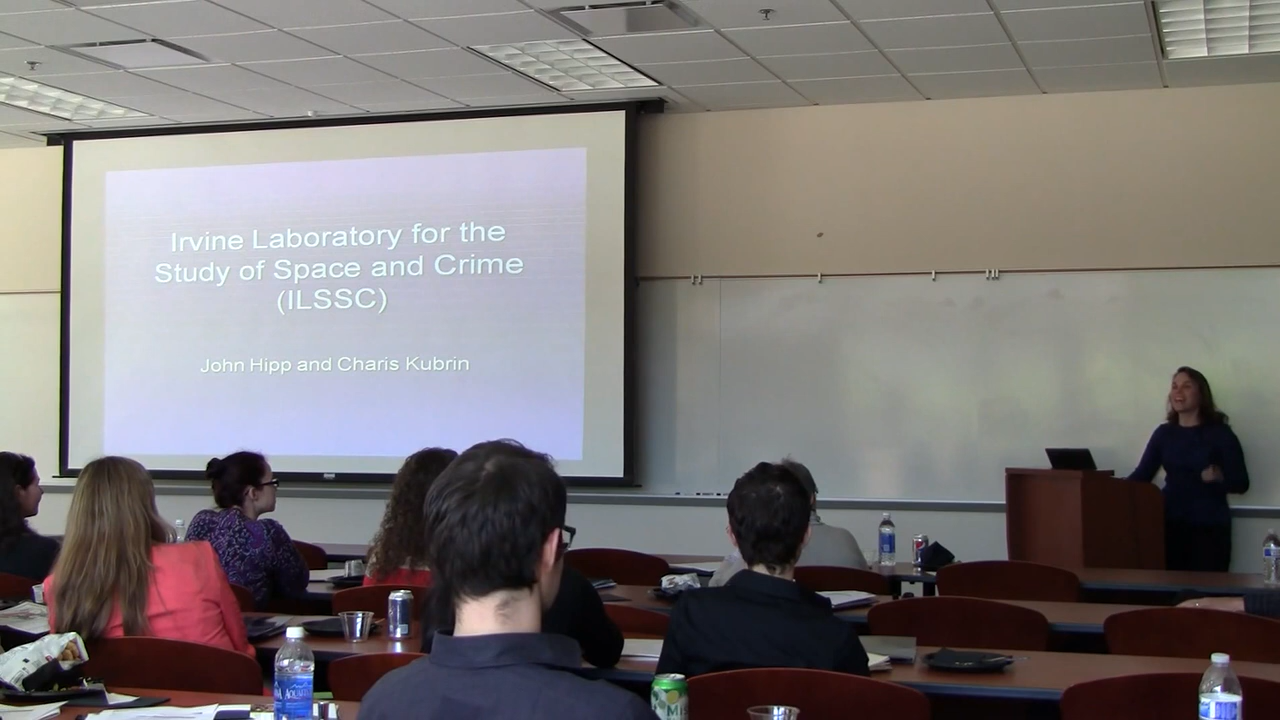 Irvine Laboratory for the
Study of Space and Crime
(ILSSC)
John Hipp and Charis Kubrin